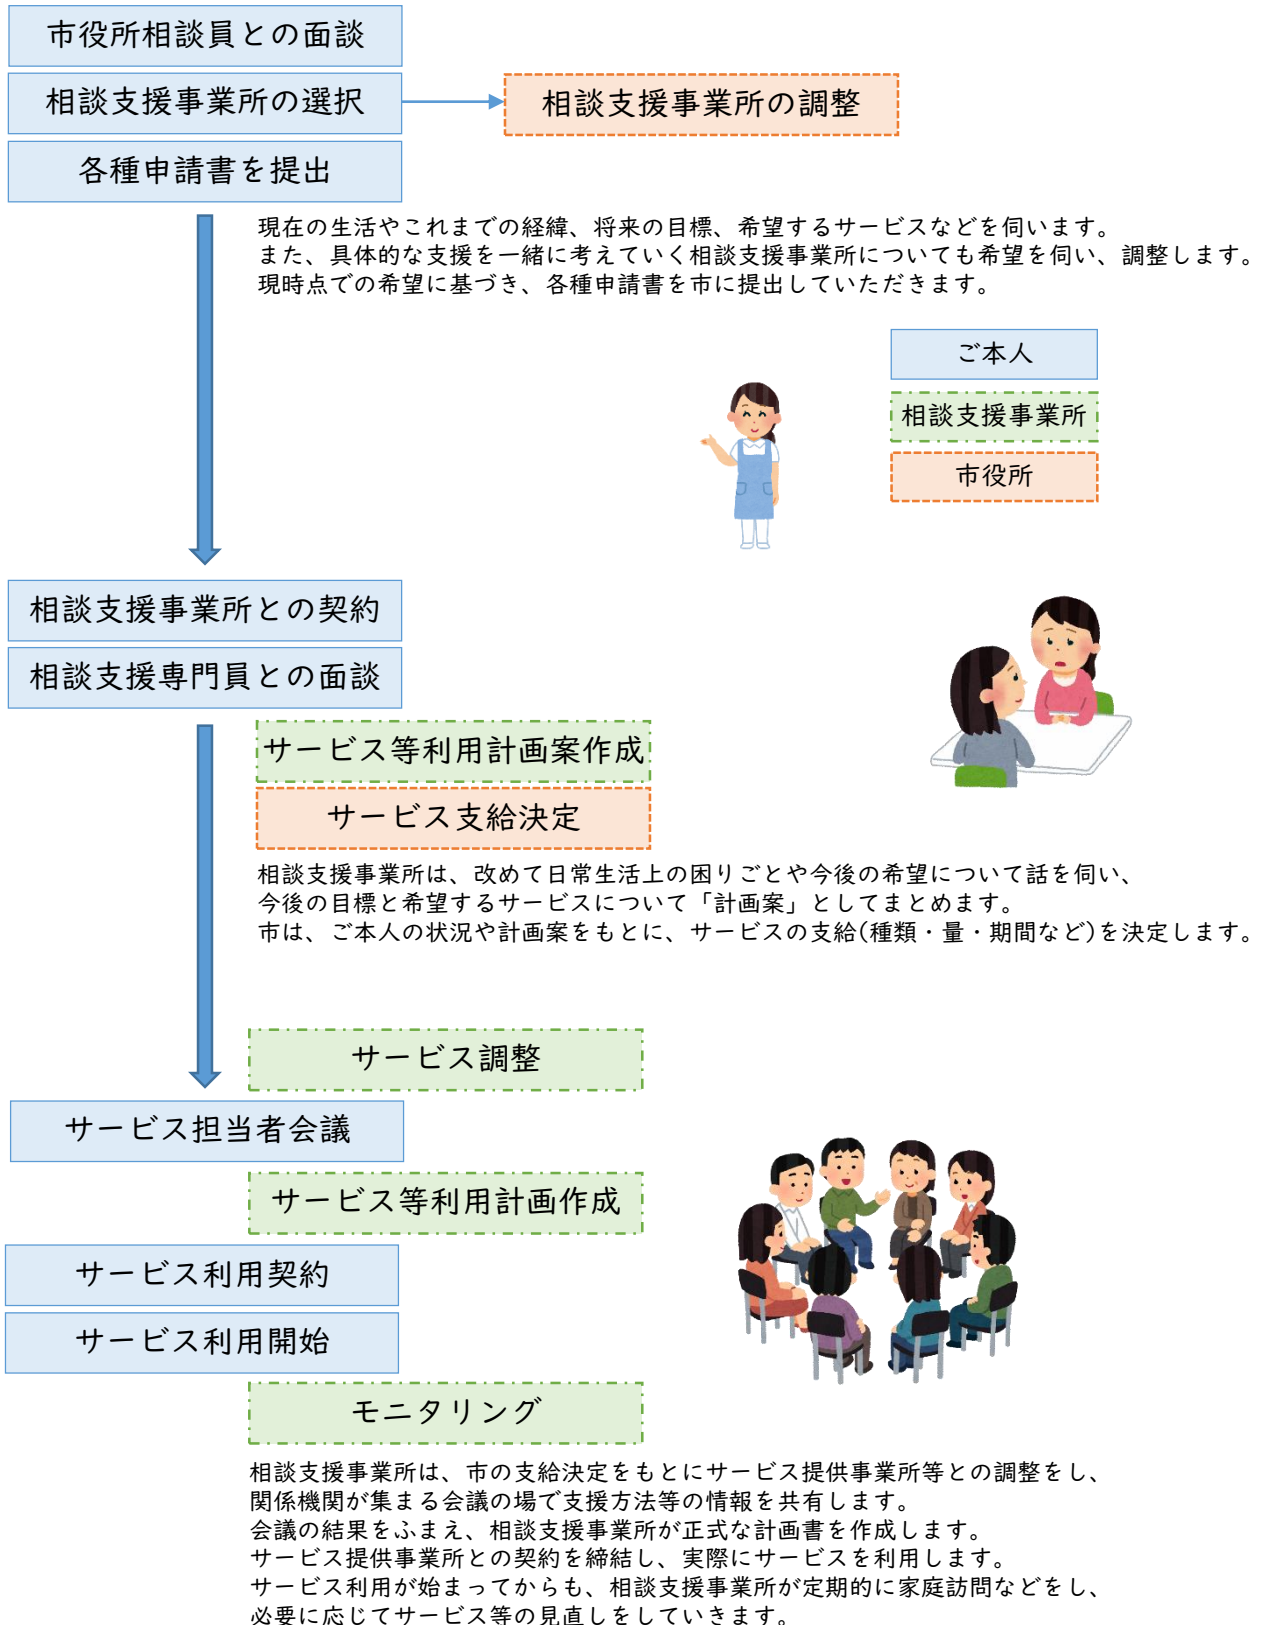 市役所相談員との面談
相談支援事業所の選択
相談支援事業所の調整
各種申請書を提出
現在の生活やこれまでの経緯、将来の目標、希望するサービスなどを伺います。
また、具体的な支援を一緒に考えていく相談支援事業所についても希望を伺い、調整します。
現時点での希望に基づき、各種申請書を市に提出していただきます。
ご本人
相談支援事業所
市役所
相談支援事業所との契約
相談支援専門員との面談
サービス等利用計画案作成
サービス支給決定
相談支援事業所は、改めて日常生活上の困りごとや今後の希望について話を伺い、
今後の目標と希望するサービスについて「計画案」としてまとめます。
市は、ご本人の状況や計画案をもとに、サービスの支給(種類・量・期間など)を決定します。
サービス調整
サービス担当者会議
サービス等利用計画作成
サービス利用契約
サービス利用開始
モニタリング
相談支援事業所は、市の支給決定をもとにサービス提供事業所等との調整をし、
関係機関が集まる会議の場で支援方法等の情報を共有します。
会議の結果をふまえ、相談支援事業所が正式な計画書を作成します。
サービス提供事業所との契約を締結し、実際にサービスを利用します。
サービス利用が始まってからも、相談支援事業所が定期的に家庭訪問などをし、
必要に応じてサービス等の見直しをしていきます。